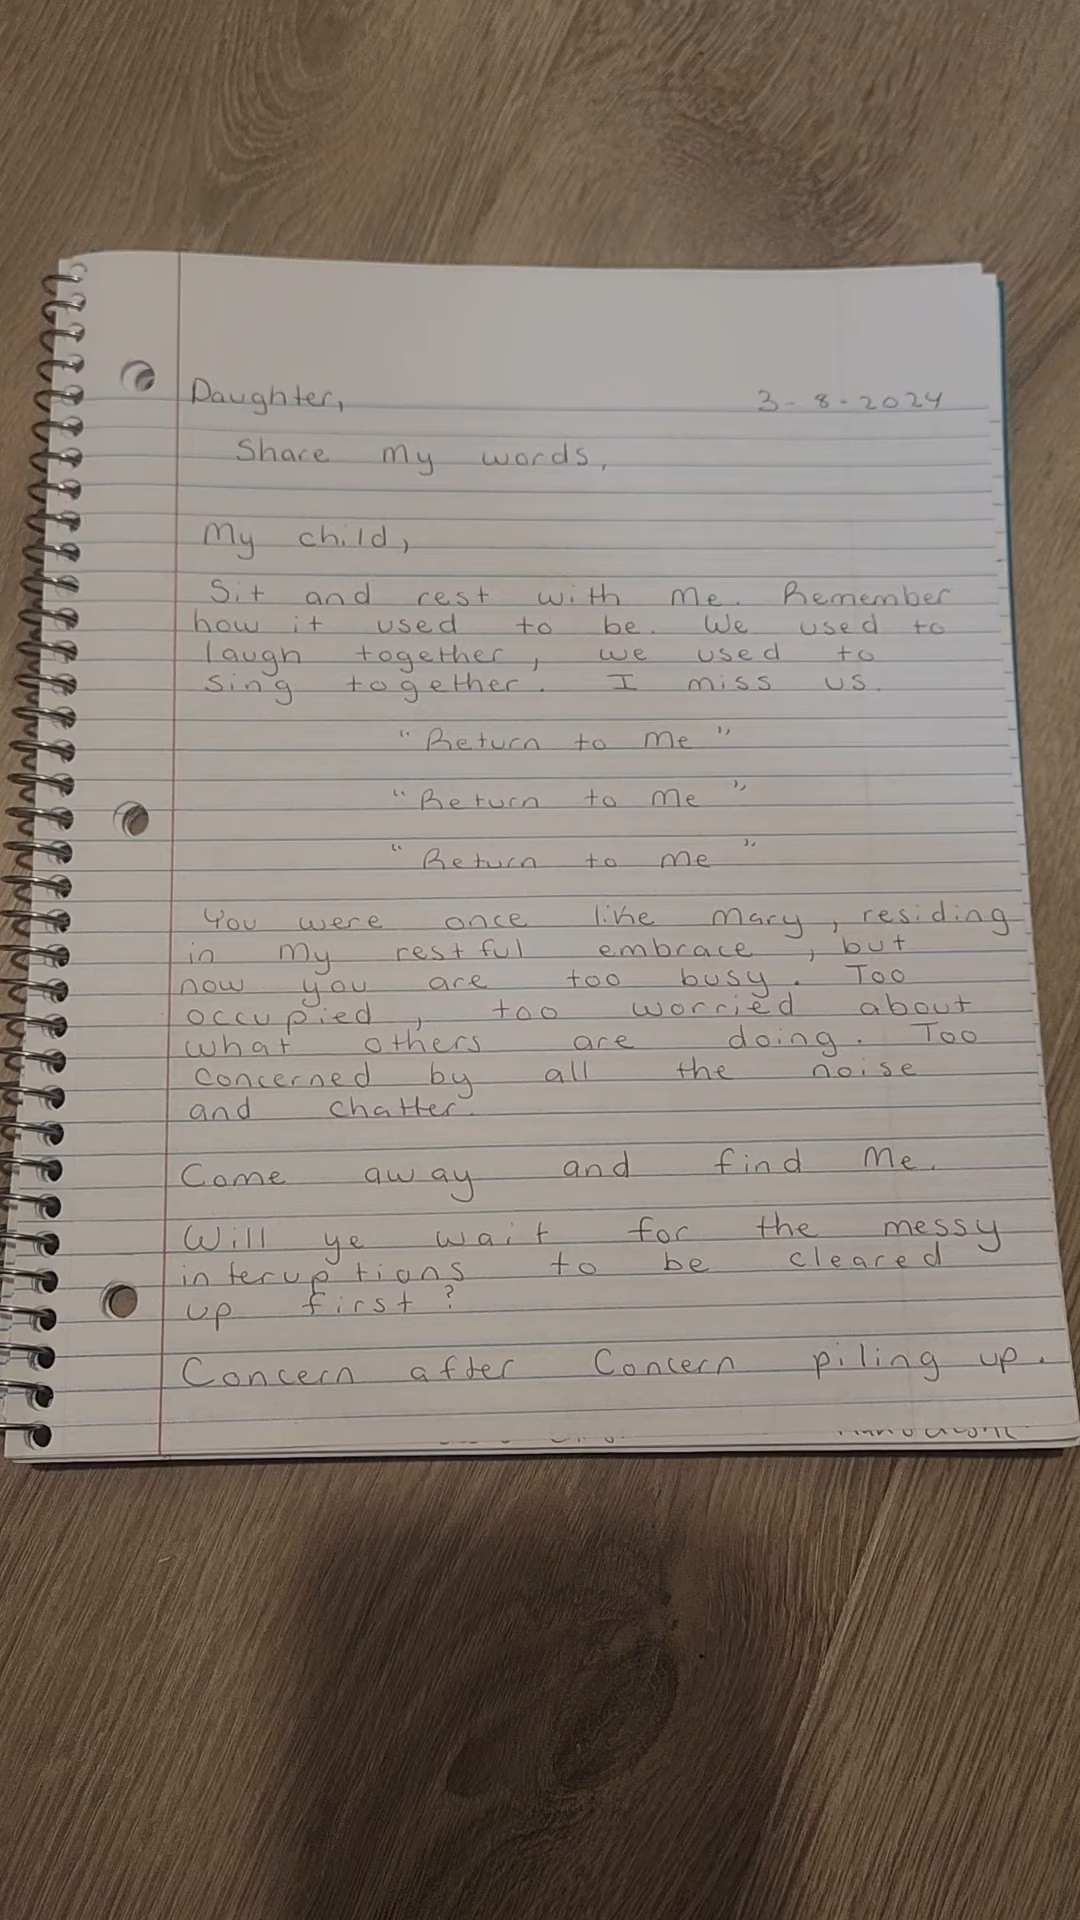 Daughter, 3-8-2024
Share my words,
My child,
Sit and rest with Me. Remember
how it used to be. We used to
laugh together, we used to
sing together. I miss us.
"Return to Me"
"Return to Me"
"Return to Me"
You were once like Mary, residing
in My restful embrace, but
now you are too busy. Too
occupied, too worried about
what others are doing. Too
concerned by all the noise
and chatter.
Come away and find Me.
Will ye wait for the messy
interuptions to be cleared
up first?
Concern after Concern piling up.